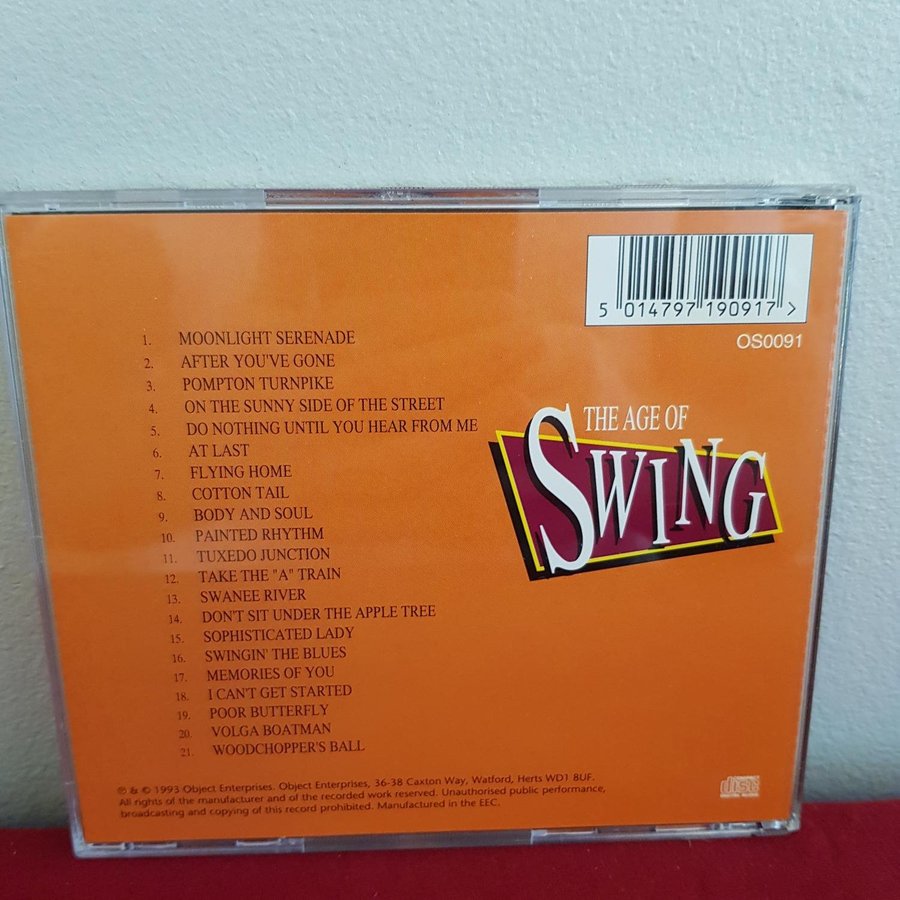 5 014797 190917 >
OS0091
1. MOONLIGHT SERENADE
2. AFTER YOU'VE GONE
3. POMPTON TURNPIKE
4. ON THE SUNNY SIDE OF THE STREET
5. DO NOTHING UNTIL YOU HEAR FROM ME
6. AT LAST
7. FLYING HOME
8. COTTON TAIL
9. BODY AND SOUL
10. PAINTED RHYTHM
11. TUXEDO JUNCTION
12. TAKE THE "A" TRAIN
13. SWANEE RIVER
14. DON'T SIT UNDER THE APPLE TREE
15. SOPHISTICATED LADY
16. SWINGIN' THE BLUES
17. MEMORIES OF YOU
18. I CAN'T GET STARTED
19. POOR BUTTERFLY
20. VOLGA BOATMAN
21. WOODCHOPPER'S BALL
THE AGE OF
SWING
℗ & © 1993 Object Enterprises. Object Enterprises, 36-38 Caxton Way, Watford, Herts WD1 8UF.
All rights of the manufacturer and of the recorded work reserved. Unauthorised public performance,
broadcasting and copying of this record prohibited. Manufactured in the EEC.
disc